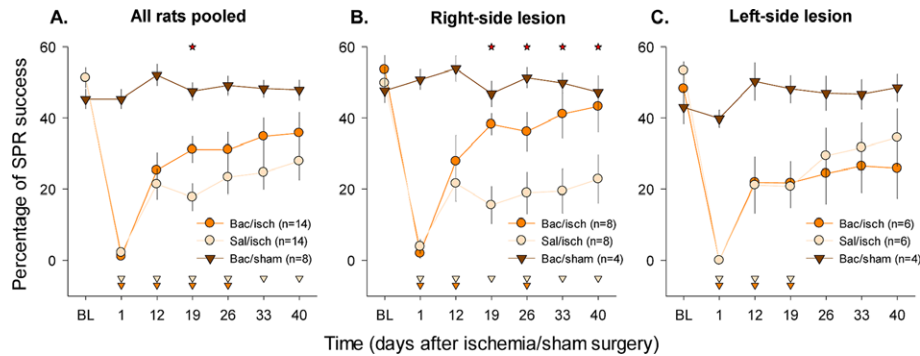 A. All rats pooled
B. Right-side lesion
C. Left-side lesion
Percentage of SPR success
60
40
20
0
Bac/isch (n=14)
Sal/isch (n=14)
Bac/sham (n=8)
BL 1 12 19 26 33 40
60
40
20
0
Bac/isch (n=8)
Sal/isch (n=8)
Bac/sham (n=4)
BL 1 12 19 26 33 40
60
40
20
0
Bac/isch (n=6)
Sal/isch (n=6)
Bac/sham (n=4)
BL 1 12 19 26 33 40
Time (days after ischemia/sham surgery)